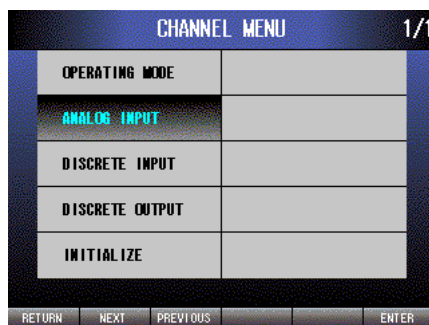 CHANNEL MENU 1/1
OPERATING MODE
ANALOG INPUT
DISCRETE INPUT
DISCRETE OUTPUT
INITIALIZE
RETURN NEXT PREVIOUS ENTER